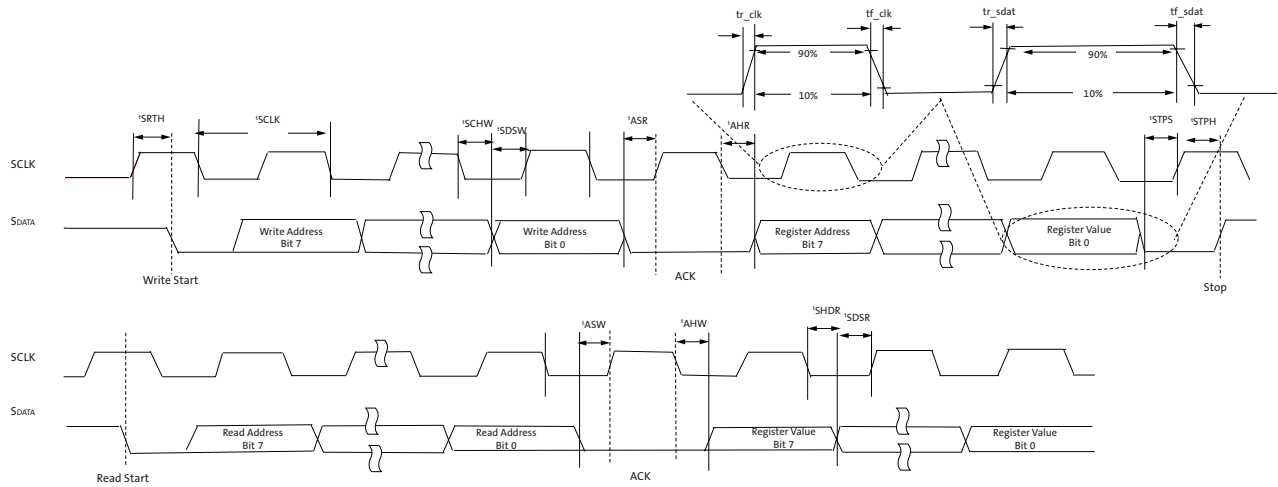 tr_clk tf_clk tr_sdat tf_sdat
90% 90%
10% 10%
tSRTH tSCLK tSCHW tSDSW tASR tAHR tSTPS tSTPH
SCLK
SDATA
Write Address
Bit 7
Write Address
Bit 0
Register Address
Bit 7
Register Value
Bit 0
Write Start
ACK
Stop
tASW tAHW tSHDR tSDSR
SCLK
SDATA
Read Address
Bit 7
Read Address
Bit 0
Register Value
Bit 7
Register Value
Bit 0
Read Start
ACK